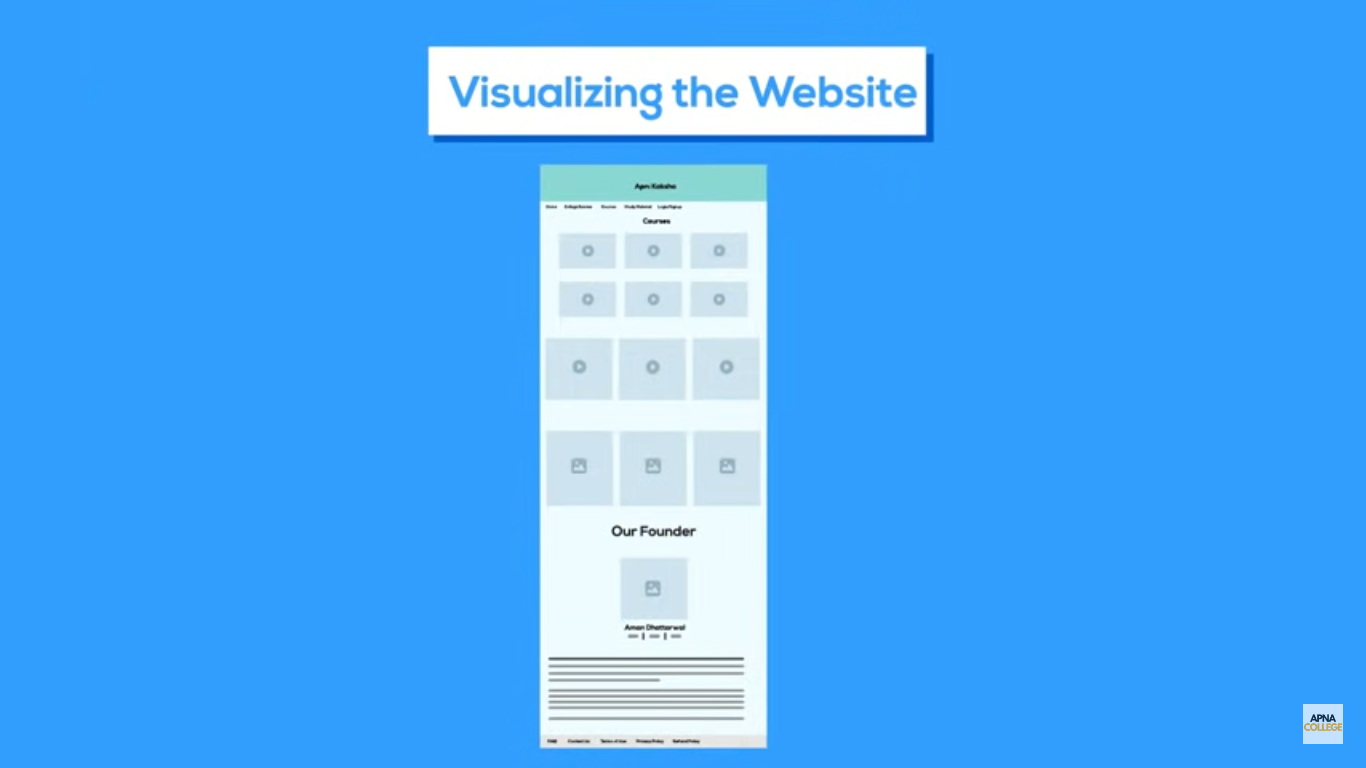 Visualizing the Website
Apni Kaksha
Home College Reviews Courses Study Material Login/Signup
Courses
Our Founder
Aman Dhattarwal
FAQ Contact Us Terms of Use Privacy Policy Refund Policy
APNA
COLLEGE